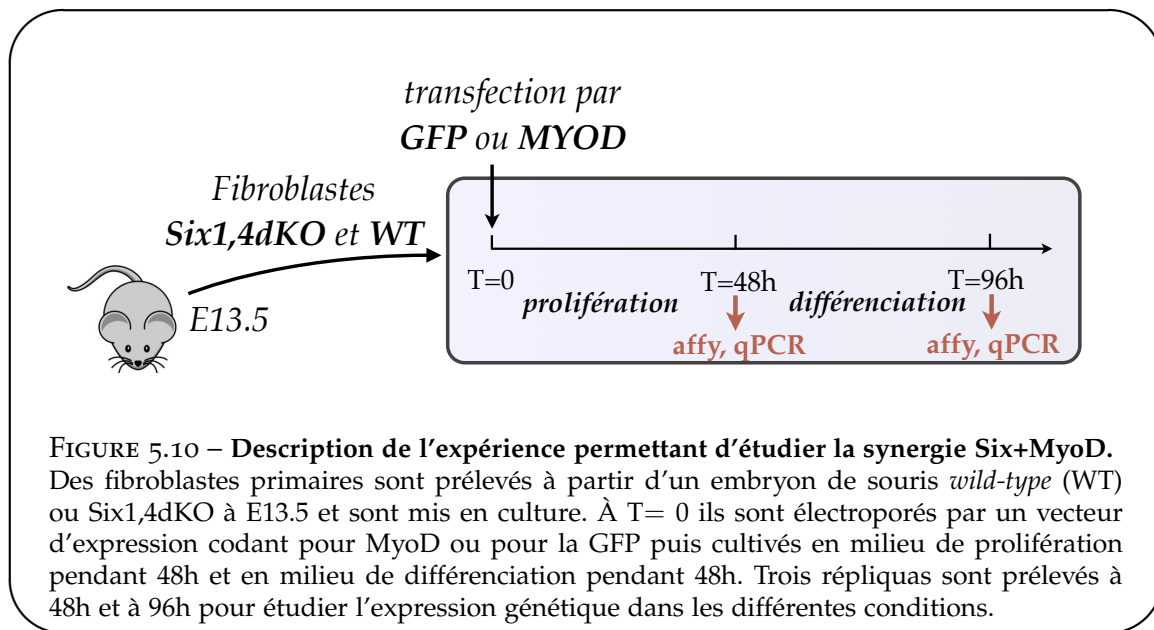 transfection par
GFP ou MYOD
Fibroblastes
Six1,4dKO et WT
E13.5
T=0
T=48h
T=96h
prolifération
différenciation
affy, qPCR
affy, qPCR
FIGURE 5.10 – Description de l'expérience permettant d'étudier la synergie Six+MyoD.
Des fibroblastes primaires sont prélevés à partir d'un embryon de souris wild-type (WT)
ou Six1,4dKO à E13.5 et sont mis en culture. À T= 0 ils sont électroporés par un vecteur
d'expression codant pour MyoD ou pour la GFP puis cultivés en milieu de prolifération
pendant 48h et en milieu de différenciation pendant 48h. Trois répliquas sont prélevés à
48h et à 96h pour étudier l'expression génétique dans les différentes conditions.